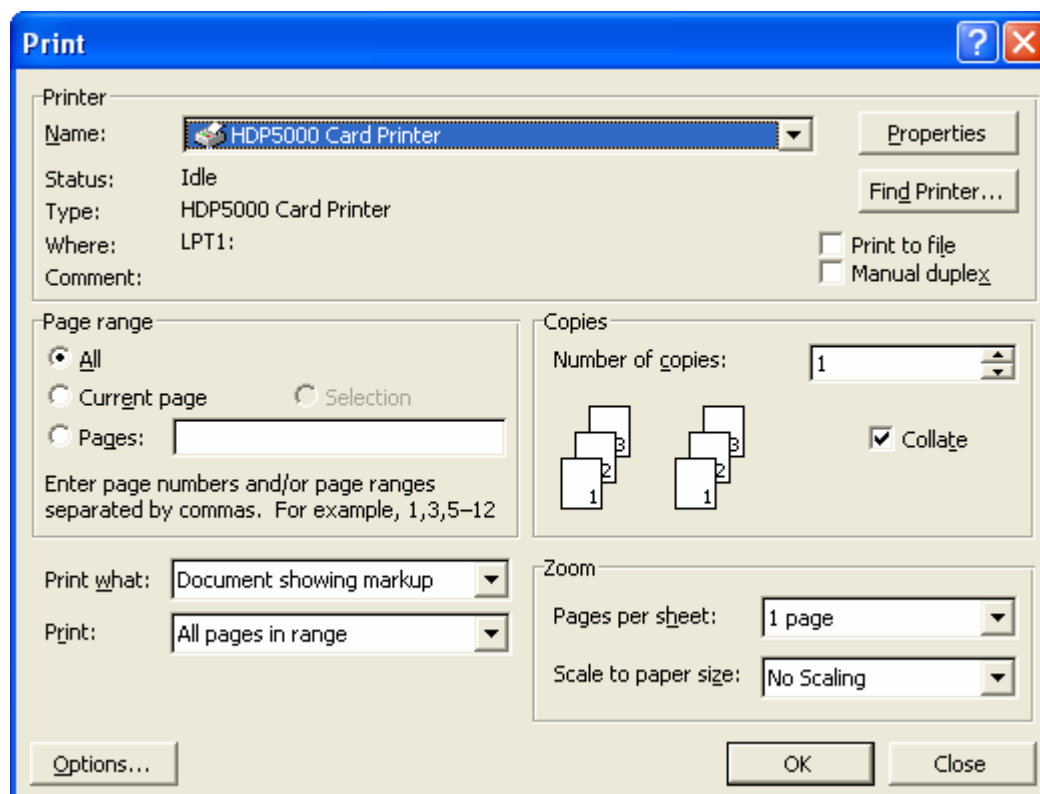 Print
Printer
Name: HDP5000 Card Printer
Properties
Status: Idle
Find Printer...
Type: HDP5000 Card Printer
Where: LPT1:
Print to file
Comment:
Manual duplex
Page range
All
Current page
Selection
Pages:
Enter page numbers and/or page ranges
separated by commas. For example, 1,3,5–12
Copies
Number of copies: 1
3 3
2 2
1 1
Collate
Print what: Document showing markup
Print: All pages in range
Zoom
Pages per sheet: 1 page
Scale to paper size: No Scaling
Options...
OK
Close